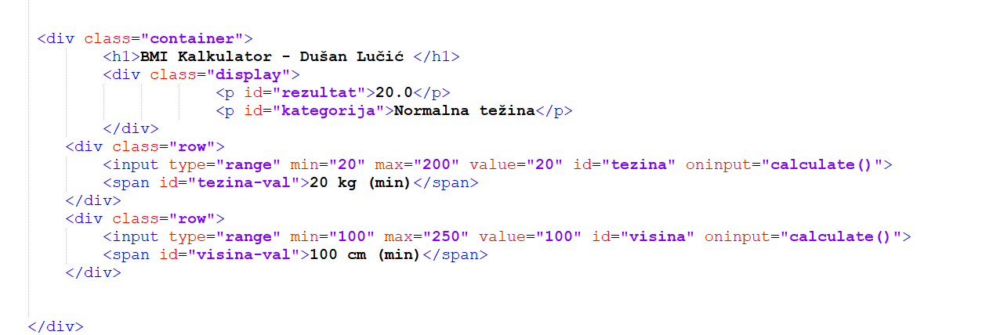 <div class="container">
<h1>BMI Kalkulator - Dušan Lučić </h1>
<div class="display">
<p id="rezultat">20.0</p>
<p id="kategorija">Normalna težina</p>
</div>
<div class="row">
<input type="range" min="20" max="200" value="20" id="tezina" oninput="calculate()">
<span id="tezina-val">20 kg (min)</span>
</div>
<div class="row">
<input type="range" min="100" max="250" value="100" id="visina" oninput="calculate()">
<span id="visina-val">100 cm (min)</span>
</div>
</div>